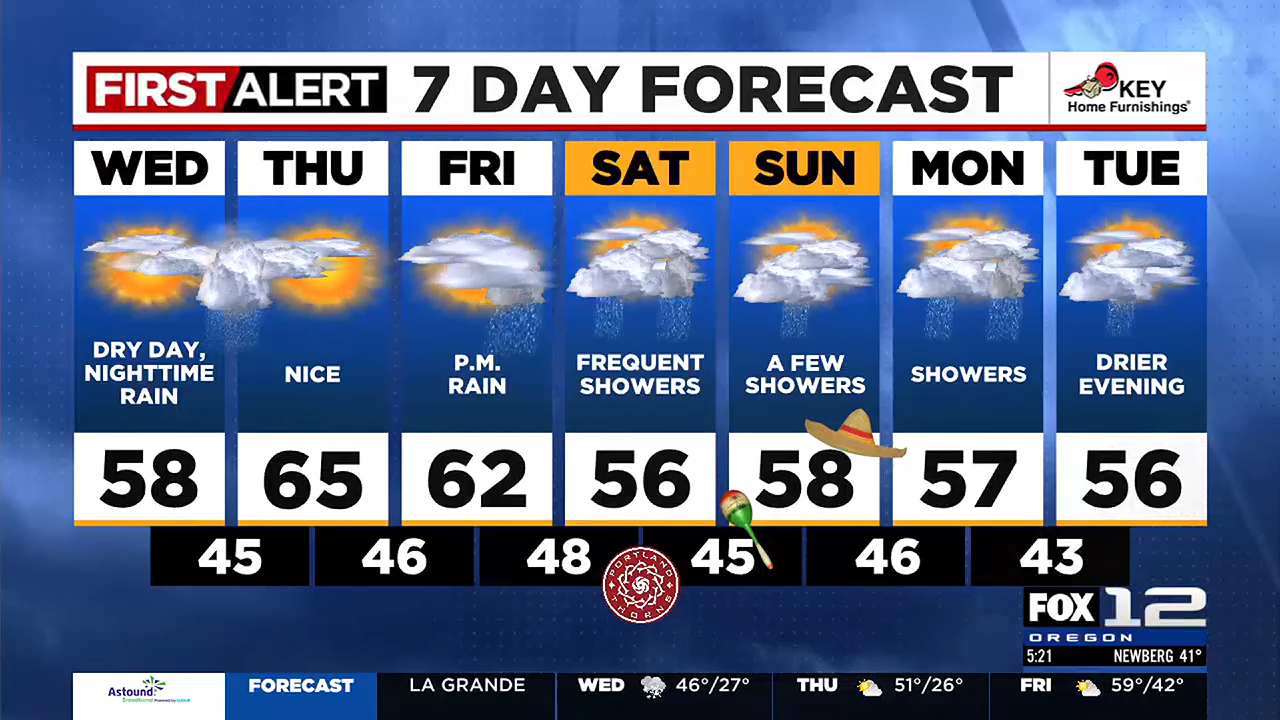 FIRST ALERT 7 DAY FORECAST
KEY
Home Furnishings®
WED THU FRI SAT SUN MON TUE
DRY DAY,
NIGHTTIME
RAIN
NICE
P.M.
RAIN
FREQUENT
SHOWERS
A FEW
SHOWERS
SHOWERS
DRIER
EVENING
58 65 62 56 58 57 56
45 46 48 45 46 43
PORTLAND
THORNS
FOX 12
OREGON
5:21 NEWBERG 41°
Astound
Broadband
FORECAST LA GRANDE WED 46°/27° THU 51°/26° FRI 59°/42°